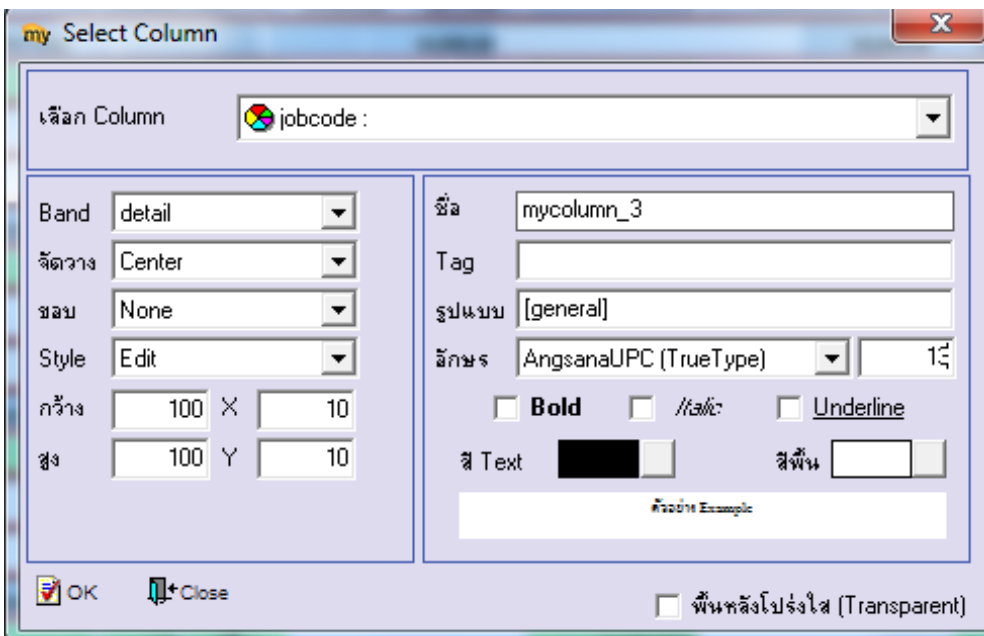 my Select Column
เลือก Column jobcode :
Band detail
จัดวาง Center
ขอบ None
Style Edit
กว้าง 100 X 10
สูง 100 Y 10
ชื่อ mycolumn_3
Tag
รูปแบบ [general]
อักษร AngsanaUPC (TrueType)
Bold Italic Underline
สี Text สีพื้น
ตัวอย่าง Example
OK Close
พื้นหลังโปร่งใส (Transparent)